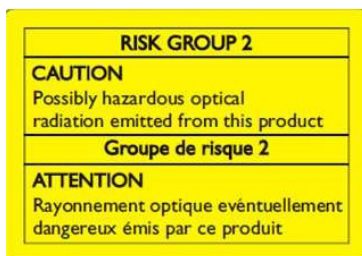 RISK GROUP 2
CAUTION
Possibly hazardous optical
radiation emitted from this product
Groupe de risque 2
ATTENTION
Rayonnement optique evéntuellement
dangereux émis par ce produit